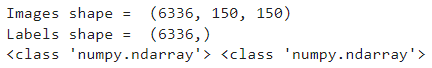 Images shape =  (6336, 150, 150)
Labels shape =  (6336,)
<class 'numpy.ndarray'> <class 'numpy.ndarray'>